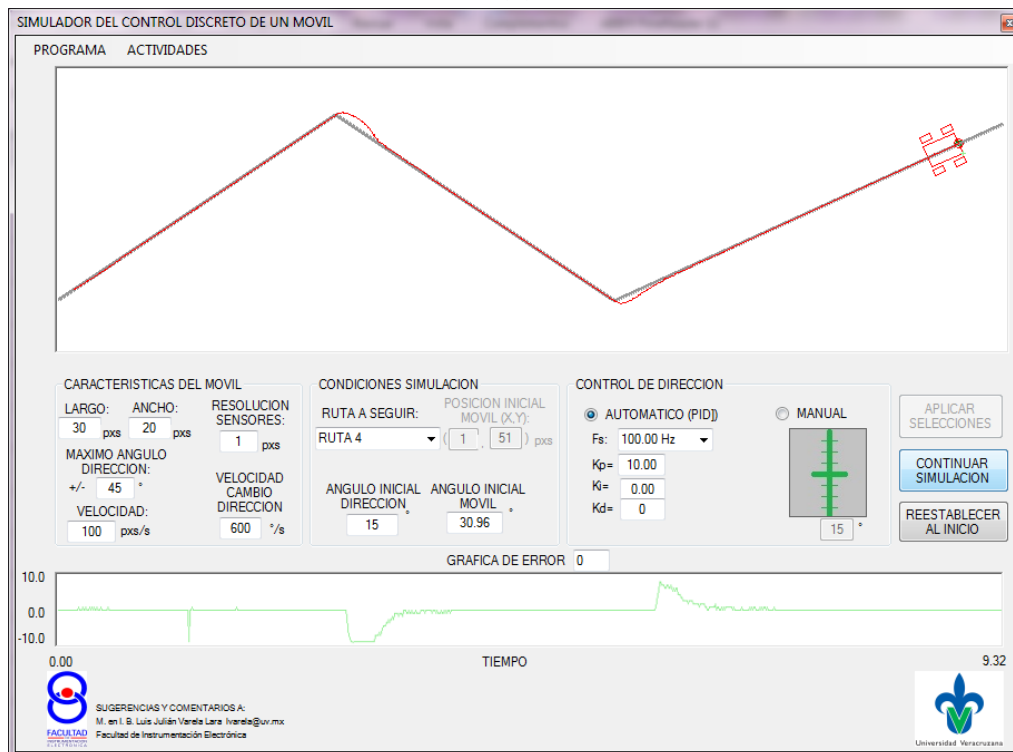 SIMULADOR DEL CONTROL DISCRETO DE UN MOVIL
PROGRAMA ACTIVIDADES
CARACTERISTICAS DEL MOVIL
LARGO: ANCHO:
30 pxs 20 pxs
RESOLUCION
SENSORES:
1 pxs
MAXIMO ANGULO
DIRECCION:
+/- 45 °
VELOCIDAD:
100 pxs/s
VELOCIDAD
CAMBIO
DIRECCION
600 °/s
CONDICIONES SIMULACION
RUTA A SEGUIR:
RUTA 4
POSICION INICIAL
MOVIL (X,Y):
( 1 , 51 ) pxs
ANGULO INICIAL
DIRECCION
15 °
ANGULO INICIAL
MOVIL
30.96 °
CONTROL DE DIRECCION
AUTOMATICO (PID])
Fs: 100.00 Hz
Kp= 10.00
Ki= 0.00
Kd= 0
MANUAL
15 °
APLICAR
SELECCIONES
CONTINUAR
SIMULACION
REESTABLECER
AL INICIO
GRAFICA DE ERROR 0
10.0
0.0
-10.0
0.00 TIEMPO 9.32
SUGERENCIAS Y COMENTARIOS A:
M. en I. B. Luis Julián Varela Lara lvarela@uv.mx
Facultad de Instrumentación Electrónica
FACULTAD
DE INSTRUMENTACIÓN
ELECTRÓNICA
Universidad Veracruzana